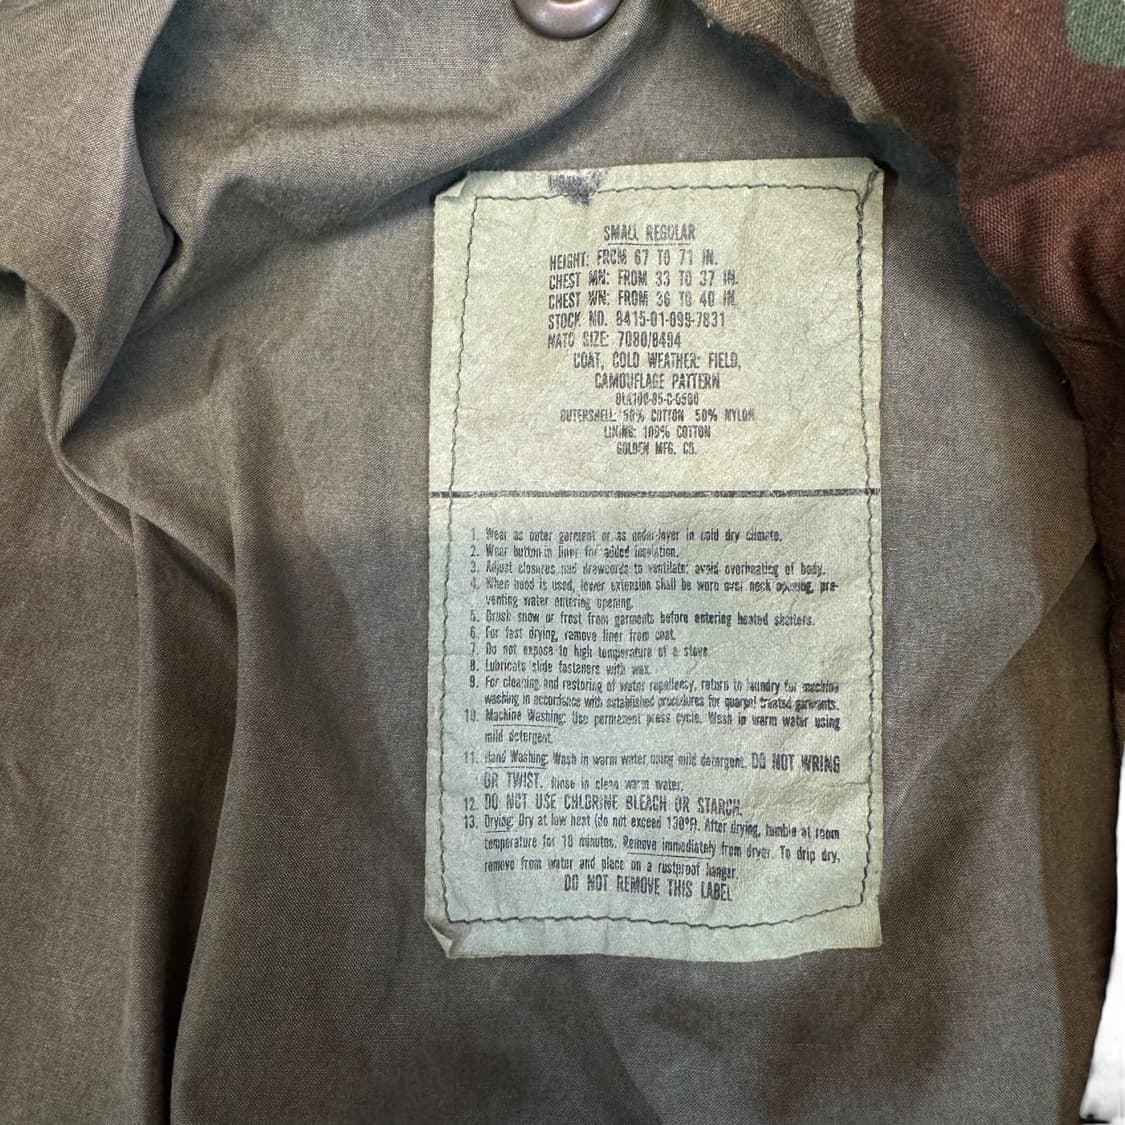 SMALL REGULAR
HEIGHT: FROM 67 TO 71 IN.
CHEST MN: FROM 33 TO 37 IN.
CHEST WN: FROM 36 TO 40 IN.
STOCK NO. 8415-01-099-7831
NATO SIZE: 7080/8494
COAT, COLD WEATHER: FIELD,
CAMOUFLAGE PATTERN
DLA100-85-C-0580
OUTERSHELL: 50% COTTON 50% NYLON
LINING: 100% COTTON
GOLDEN MFG. CO.
1. Wear as outer garment or as under-layer in cold dry climate.
2. Wear button-in liner for added insulation.
3. Adjust closures and drawcords to ventilate; avoid overheating of body.
4. When hood is used, lower extension shall be worn over neck opening, pre-
venting water entering opening.
5. Brush snow or frost from garments before entering heated shelters.
6. For fast drying, remove liner from coat.
7. Do not expose to high temperature of a stove.
8. Lubricate slide fasteners with wax.
9. For cleaning and restoring of water repellency, return to laundry for machine
washing in accordance with established procedures for quarpel treated garments.
10. Machine Washing: Use permanent press cycle. Wash in warm water using
mild detergent.
11. Hand Washing: Wash in warm water, using mild detergent. DO NOT WRING
OR TWIST. Rinse in clean warm water.
12. DO NOT USE CHLORINE BLEACH OR STARCH.
13. Drying: Dry at low heat (do not exceed 130°F). After drying, tumble at room
temperature for 10 minutes. Remove immediately from dryer. To drip dry,
remove from water and place on a rustproof hanger.
DO NOT REMOVE THIS LABEL